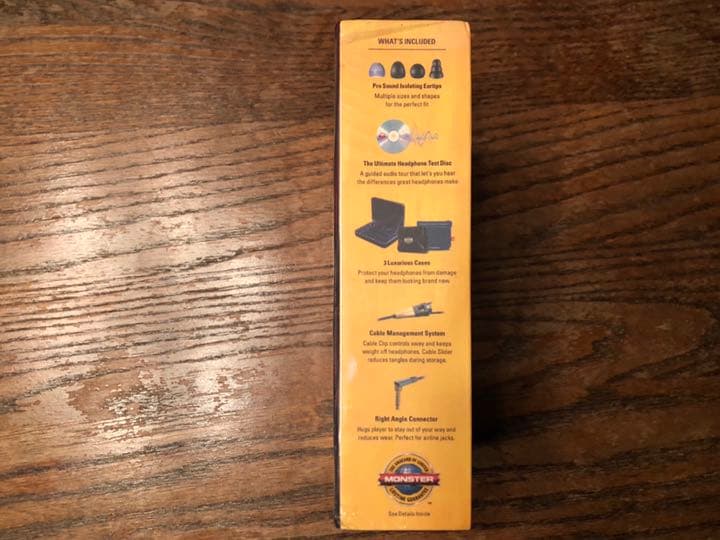 WHAT'S INCLUDED
Pro Sound Isolating Eartips
Multiple sizes and shapes
for the perfect fit
The Ultimate Headphone Test Disc
A guided audio tour that let's you hear
the differences great headphones make
3 Luxurious Cases
Protect your headphones from damage
and keep them looking brand new.
Cable Management System
Cable Clip controls sway and keeps
weight off headphones. Cable Slider
reduces tangles during storage.
Right Angle Connector
Hugs player to stay out of your way and
reduces wear. Perfect for airline jacks.
MONSTER
LIFETIME GUARANTEE
See Details Inside